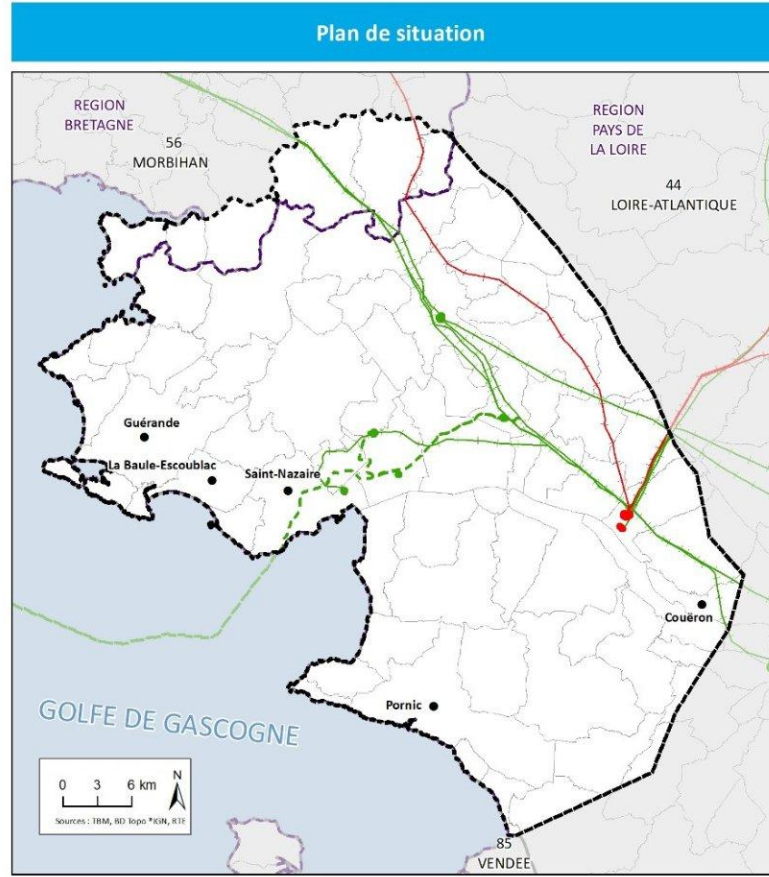 Plan de situation
REGION
BRETAGNE
56
MORBIHAN
REGION
PAYS DE
LA LOIRE
44
LOIRE-ATLANTIQUE
Guérande
La Baule-Escoublac
Saint-Nazaire
Couëron
Pornic
GOLFE DE GASCOGNE
0 3 6 km
N
Sources : TBM, BD Topo *IGN, RTE
85
VENDEE